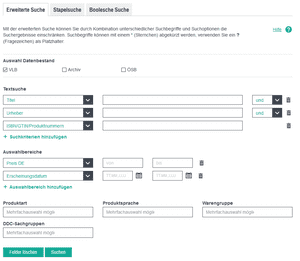 Erweiterte Suche Stapelsuche Boolesche Suche
Mit der erweiterten Suche können Sie durch Kombination unterschiedlicher Suchbegriffe und Suchoptionen die
Suchergebnisse einschränken. Suchbegriffe können mit einem * (Sternchen) abgekürzt werden, verwenden Sie ein ?
(Fragezeichen) als Platzhalter.
Hilfe ?
Auswahl Datenbestand
VLB Archiv ÖSB
Textsuche
Titel und
Urheber und
ISBN/GTIN/Produktnummer
+ Suchkriterien hinzufügen
Auswahlbereiche
Preis DE von bis
Erscheinungsdatum TT.MM.JJJJ TT.MM.JJJJ
+ Auswahlbereich hinzufügen
Produktart Produktsprache Warengruppe
Mehrfachauswahl möglich Mehrfachauswahl möglich Mehrfachauswahl möglich
DDC-Sachgruppen
Mehrfachauswahl möglich
Felder löschen Suchen